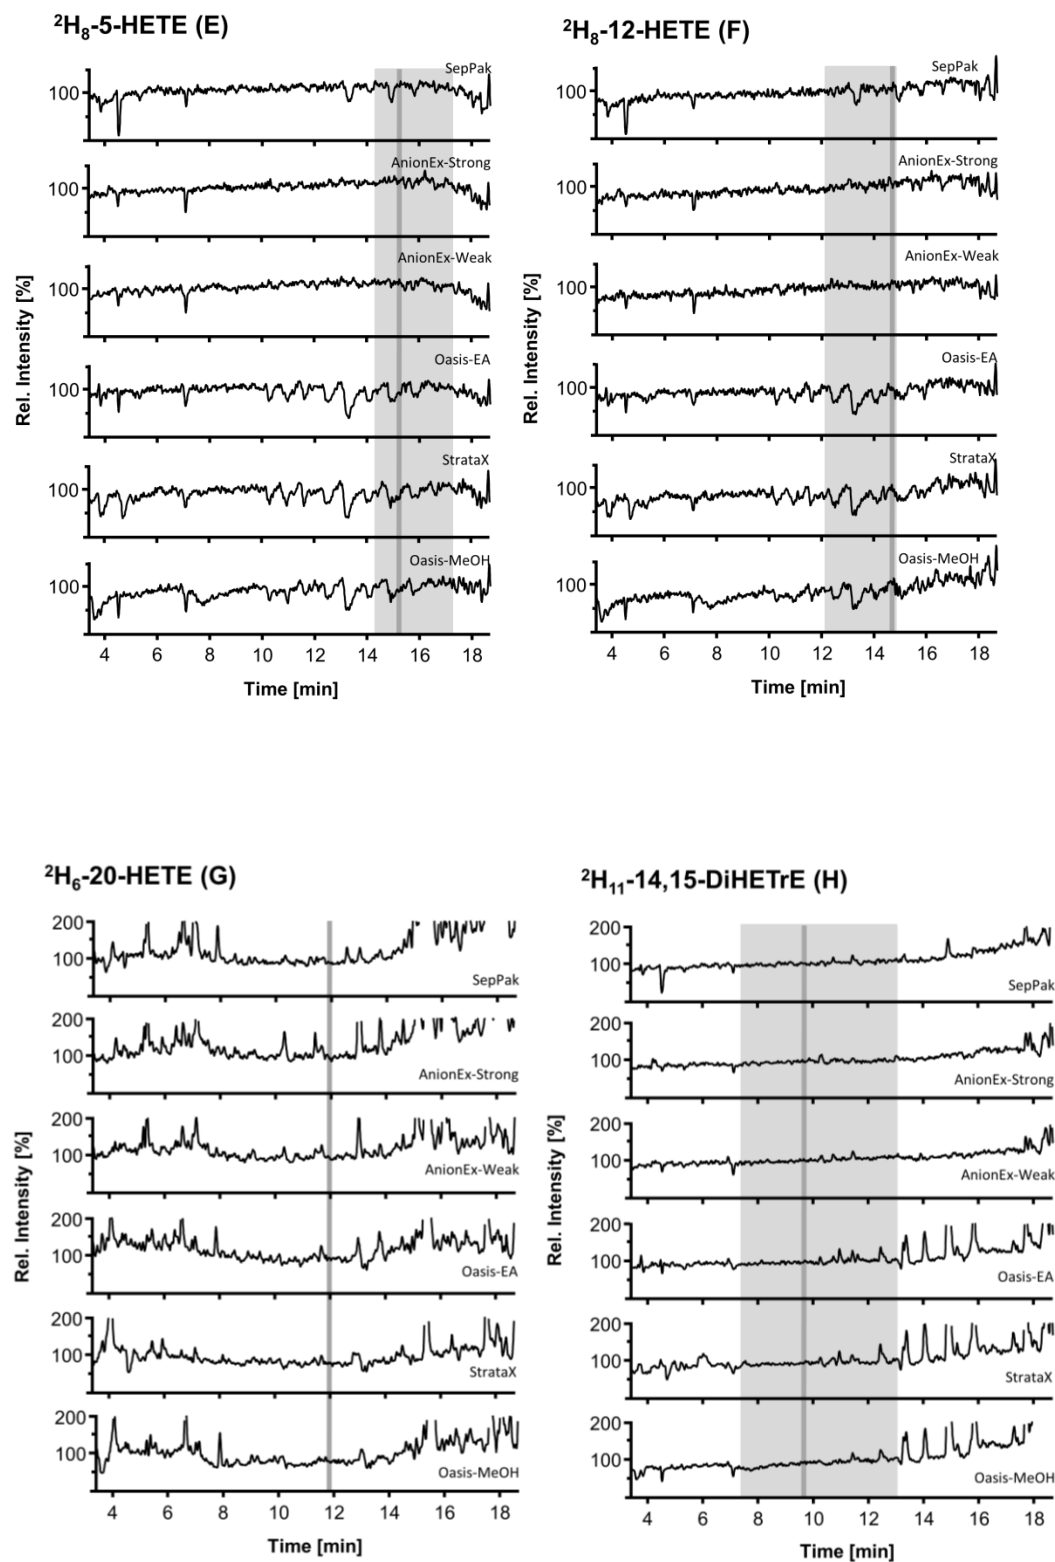 ²H₈-5-HETE (E)
SepPak
100
AnionEx-Strong
100
AnionEx-Weak
100
Oasis-EA
100
StrataX
100
Oasis-MeOH
100
4 6 8 10 12 14 16 18
Time [min]
Rel. Intensity [%]
²H₈-12-HETE (F)
SepPak
100
AnionEx-Strong
100
AnionEx-Weak
100
Oasis-EA
100
StrataX
100
Oasis-MeOH
100
4 6 8 10 12 14 16 18
Time [min]
Rel. Intensity [%]
²H₆-20-HETE (G)
200
100
SepPak
200
100
AnionEx-Strong
200
100
AnionEx-Weak
200
100
Oasis-EA
200
100
StrataX
200
100
Oasis-MeOH
4 6 8 10 12 14 16 18
Time [min]
Rel. Intensity [%]
²H₁₁-14,15-DiHETrE (H)
200
100
SepPak
200
100
AnionEx-Strong
200
100
AnionEx-Weak
200
100
Oasis-EA
200
100
StrataX
200
100
Oasis-MeOH
4 6 8 10 12 14 16 18
Time [min]
Rel. Intensity [%]